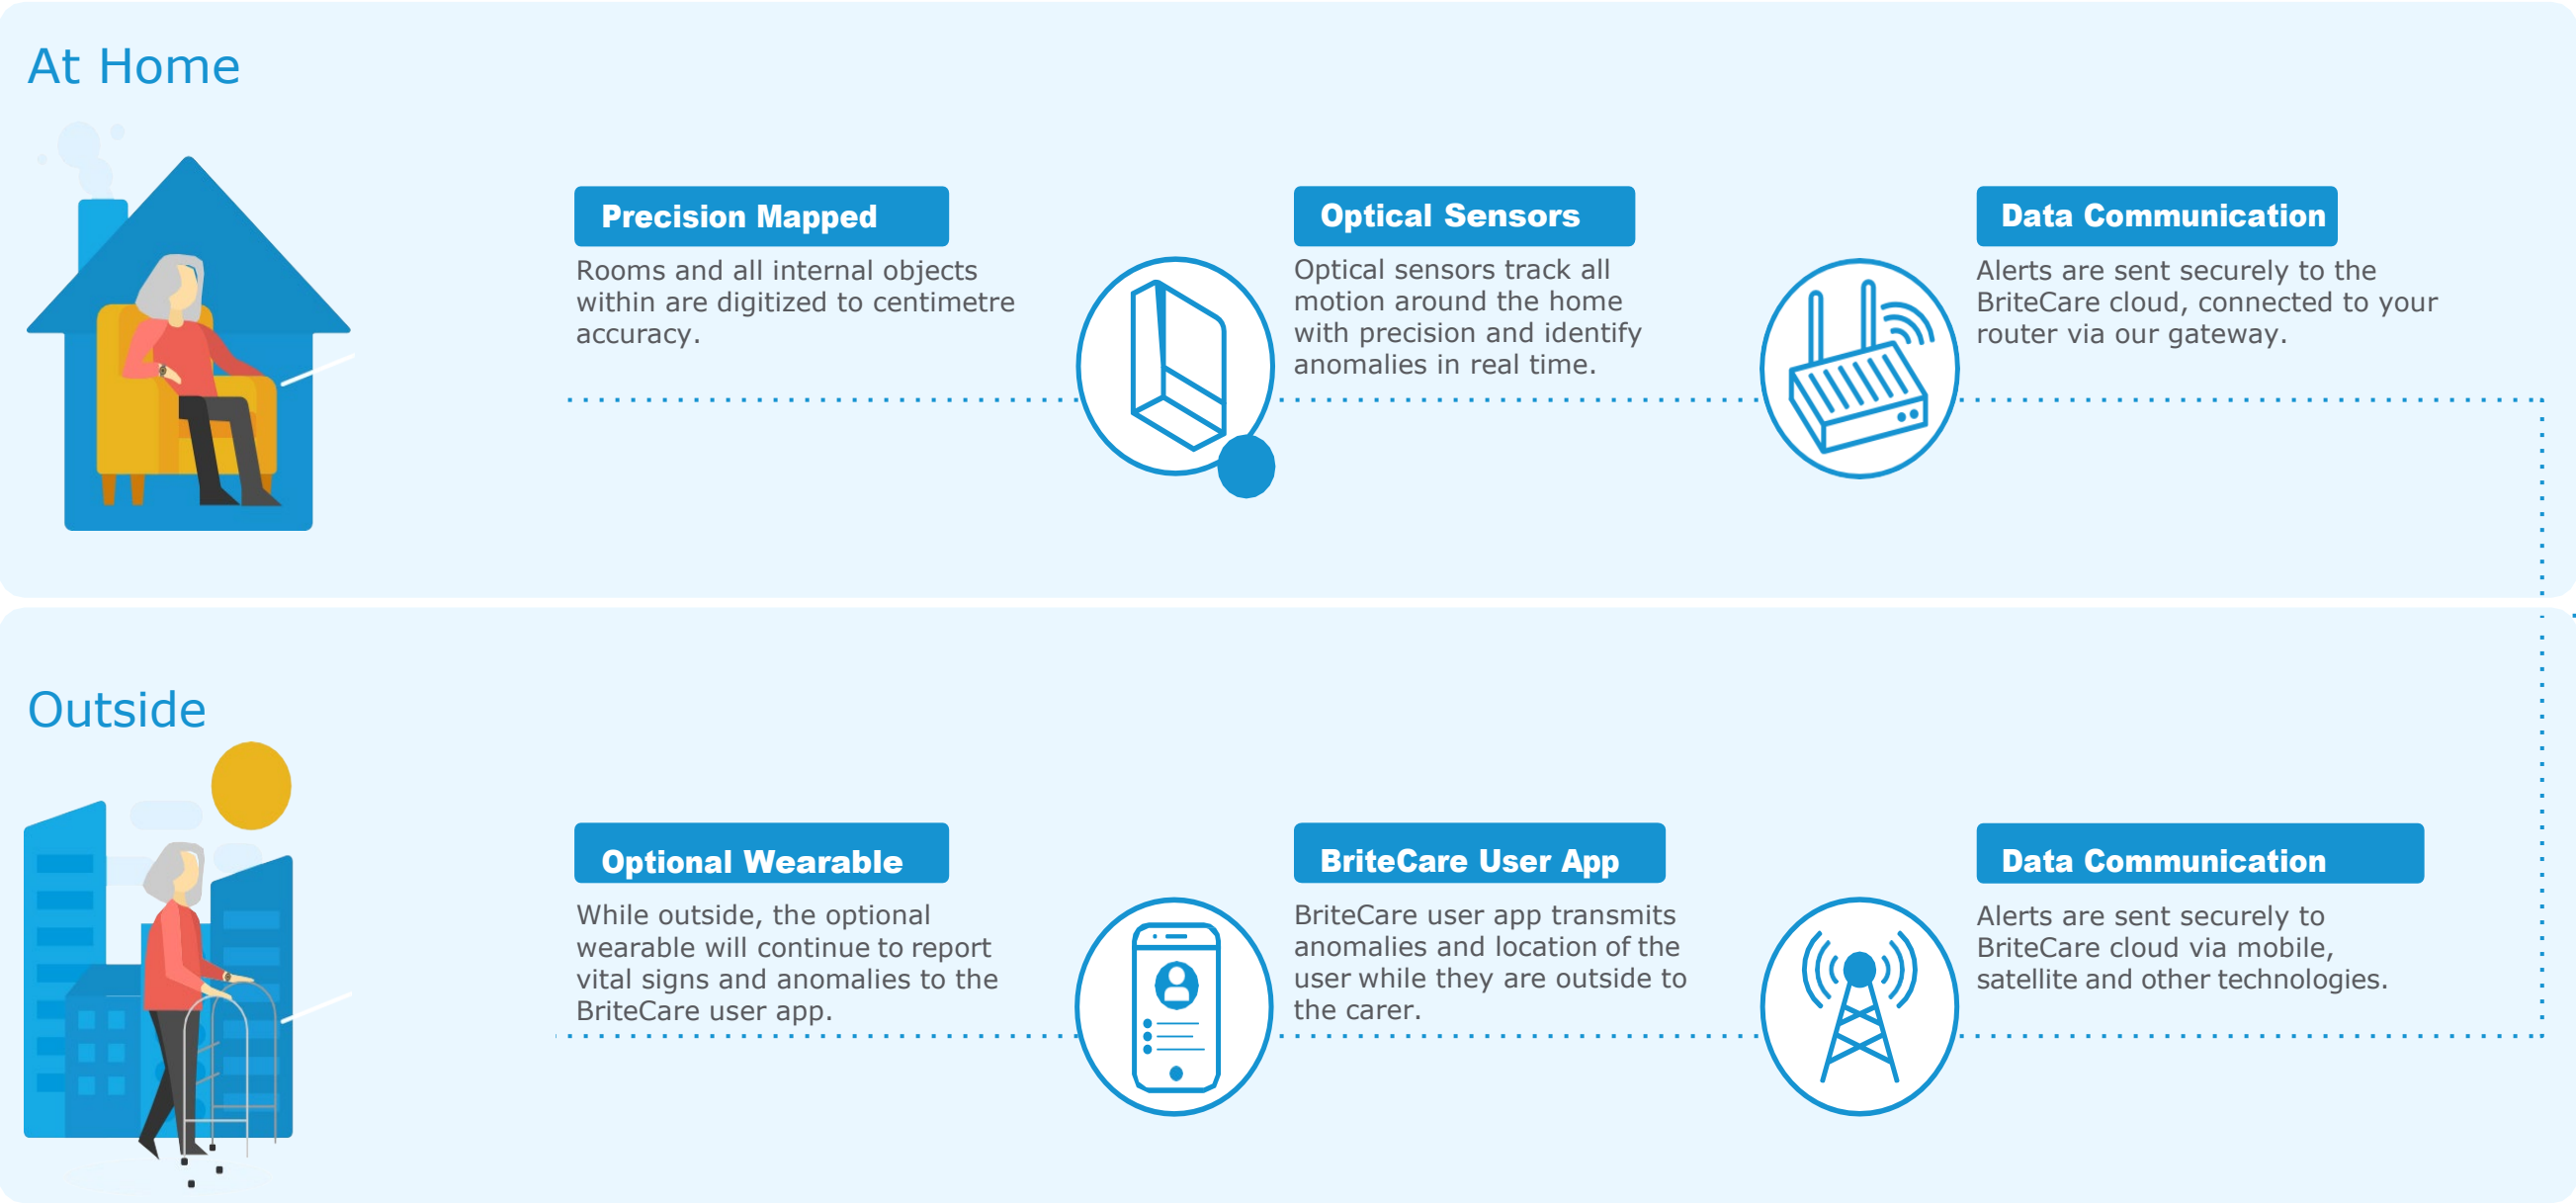 At Home
Precision Mapped
Rooms and all internal objects
within are digitized to centimetre
accuracy.
Optical Sensors
Optical sensors track all
motion around the home
with precision and identify
anomalies in real time.
Data Communication
Alerts are sent securely to the
BriteCare cloud, connected to your
router via our gateway.
Outside
Optional Wearable
While outside, the optional
wearable will continue to report
vital signs and anomalies to the
BriteCare user app.
BriteCare User App
BriteCare user app transmits
anomalies and location of the
user while they are outside to
the carer.
Data Communication
Alerts are sent securely to
BriteCare cloud via mobile,
satellite and other technologies.